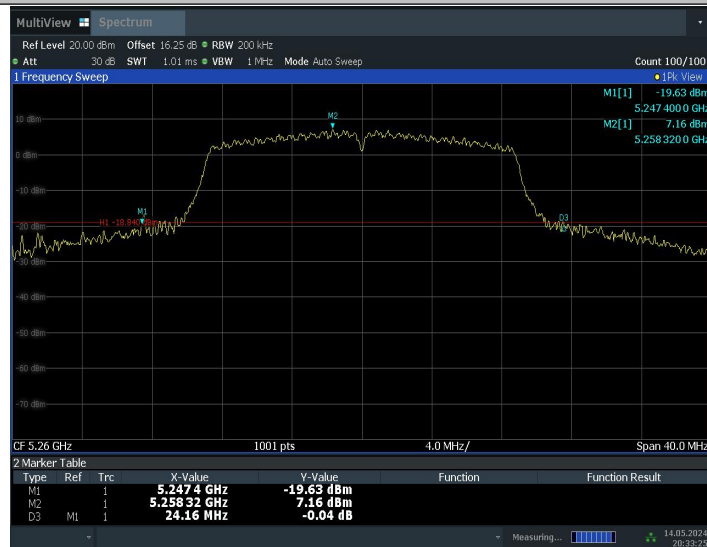 MultiView Spectrum
Ref Level 20.00 dBm Offset 16.25 dB RBW 200 kHz
Att 30 dB SWT 1.01 ms VBW 1 MHz Mode Auto Sweep Count 100/100
1 Frequency Sweep 1Pk View
M1[1] -19.63 dBm
5.247 400 0 GHz
M2[1] 7.16 dBm
5.258 320 0 GHz
M2
10 dBm
0 dBm
-10 dBm
M1
H1 -18.840 dBm
D3
-20 dBm
-30 dBm
-40 dBm
-50 dBm
-60 dBm
-70 dBm
CF 5.26 GHz 1001 pts 4.0 MHz/ Span 40.0 MHz
2 Marker Table
Type Ref Trc X-Value Y-Value Function Function Result
M1 1 5.247 4 GHz -19.63 dBm
M2 1 5.258 32 GHz 7.16 dBm
D3 M1 1 24.16 MHz -0.04 dB
Measuring... 14.05.2024
20:33:25